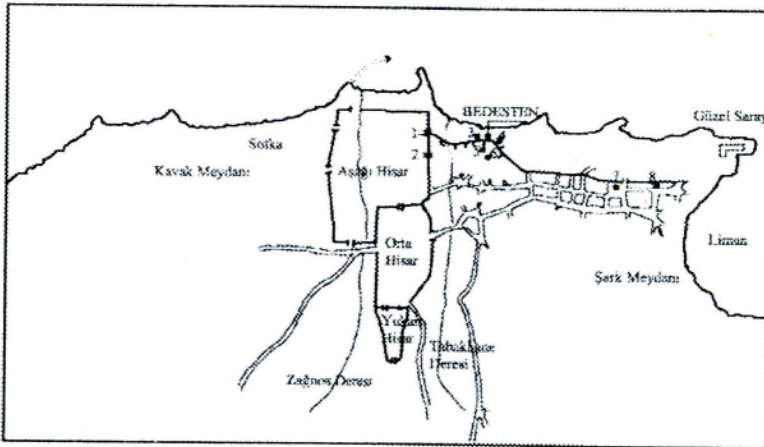 BEDESTEN
Güzel Saray
Sotka
1
3
Kavak Meydanı
2
Aşağı Hisar
7
8
Orta
Hisar
Liman
Şark Meydanı
Yukarı
Hisar
Tabakhane
Deresi
Zağnos Deresi